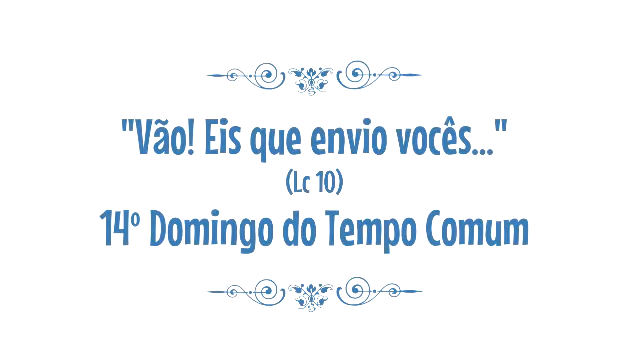 "Vão! Eis que envio vocês..."
(Lc 10)
14º Domingo do Tempo Comum